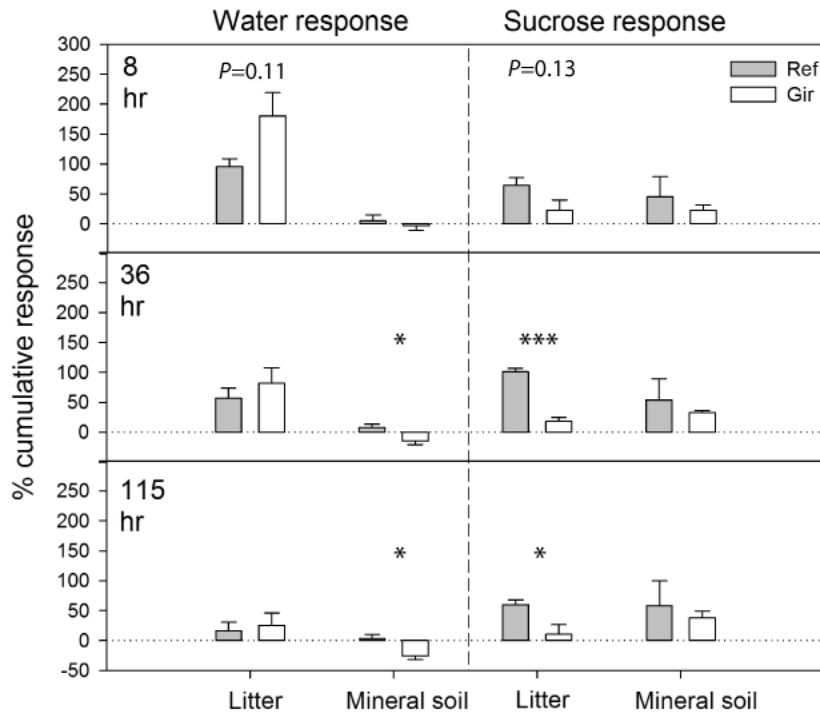 Water response
Sucrose response
% cumulative response
300
250
200
150
100
50
0
8
hr
P=0.11
P=0.13
Ref
Gir
250
200
150
100
50
0
36
hr
*
***
250
200
150
100
50
0
-50
115
hr
*
*
Litter
Mineral soil
Litter
Mineral soil